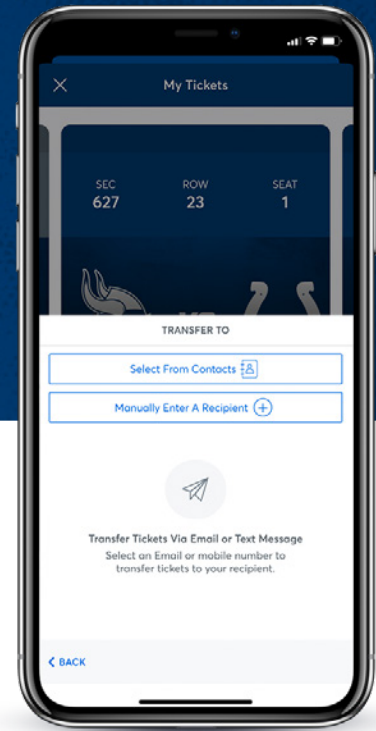 My Tickets
SEC ROW SEAT
627 23 1
VS
TRANSFER TO
Select From Contacts
Manually Enter A Recipient
Transfer Tickets Via Email or Text Message
Select an Email or mobile number to
transfer tickets to your recipient.
BACK